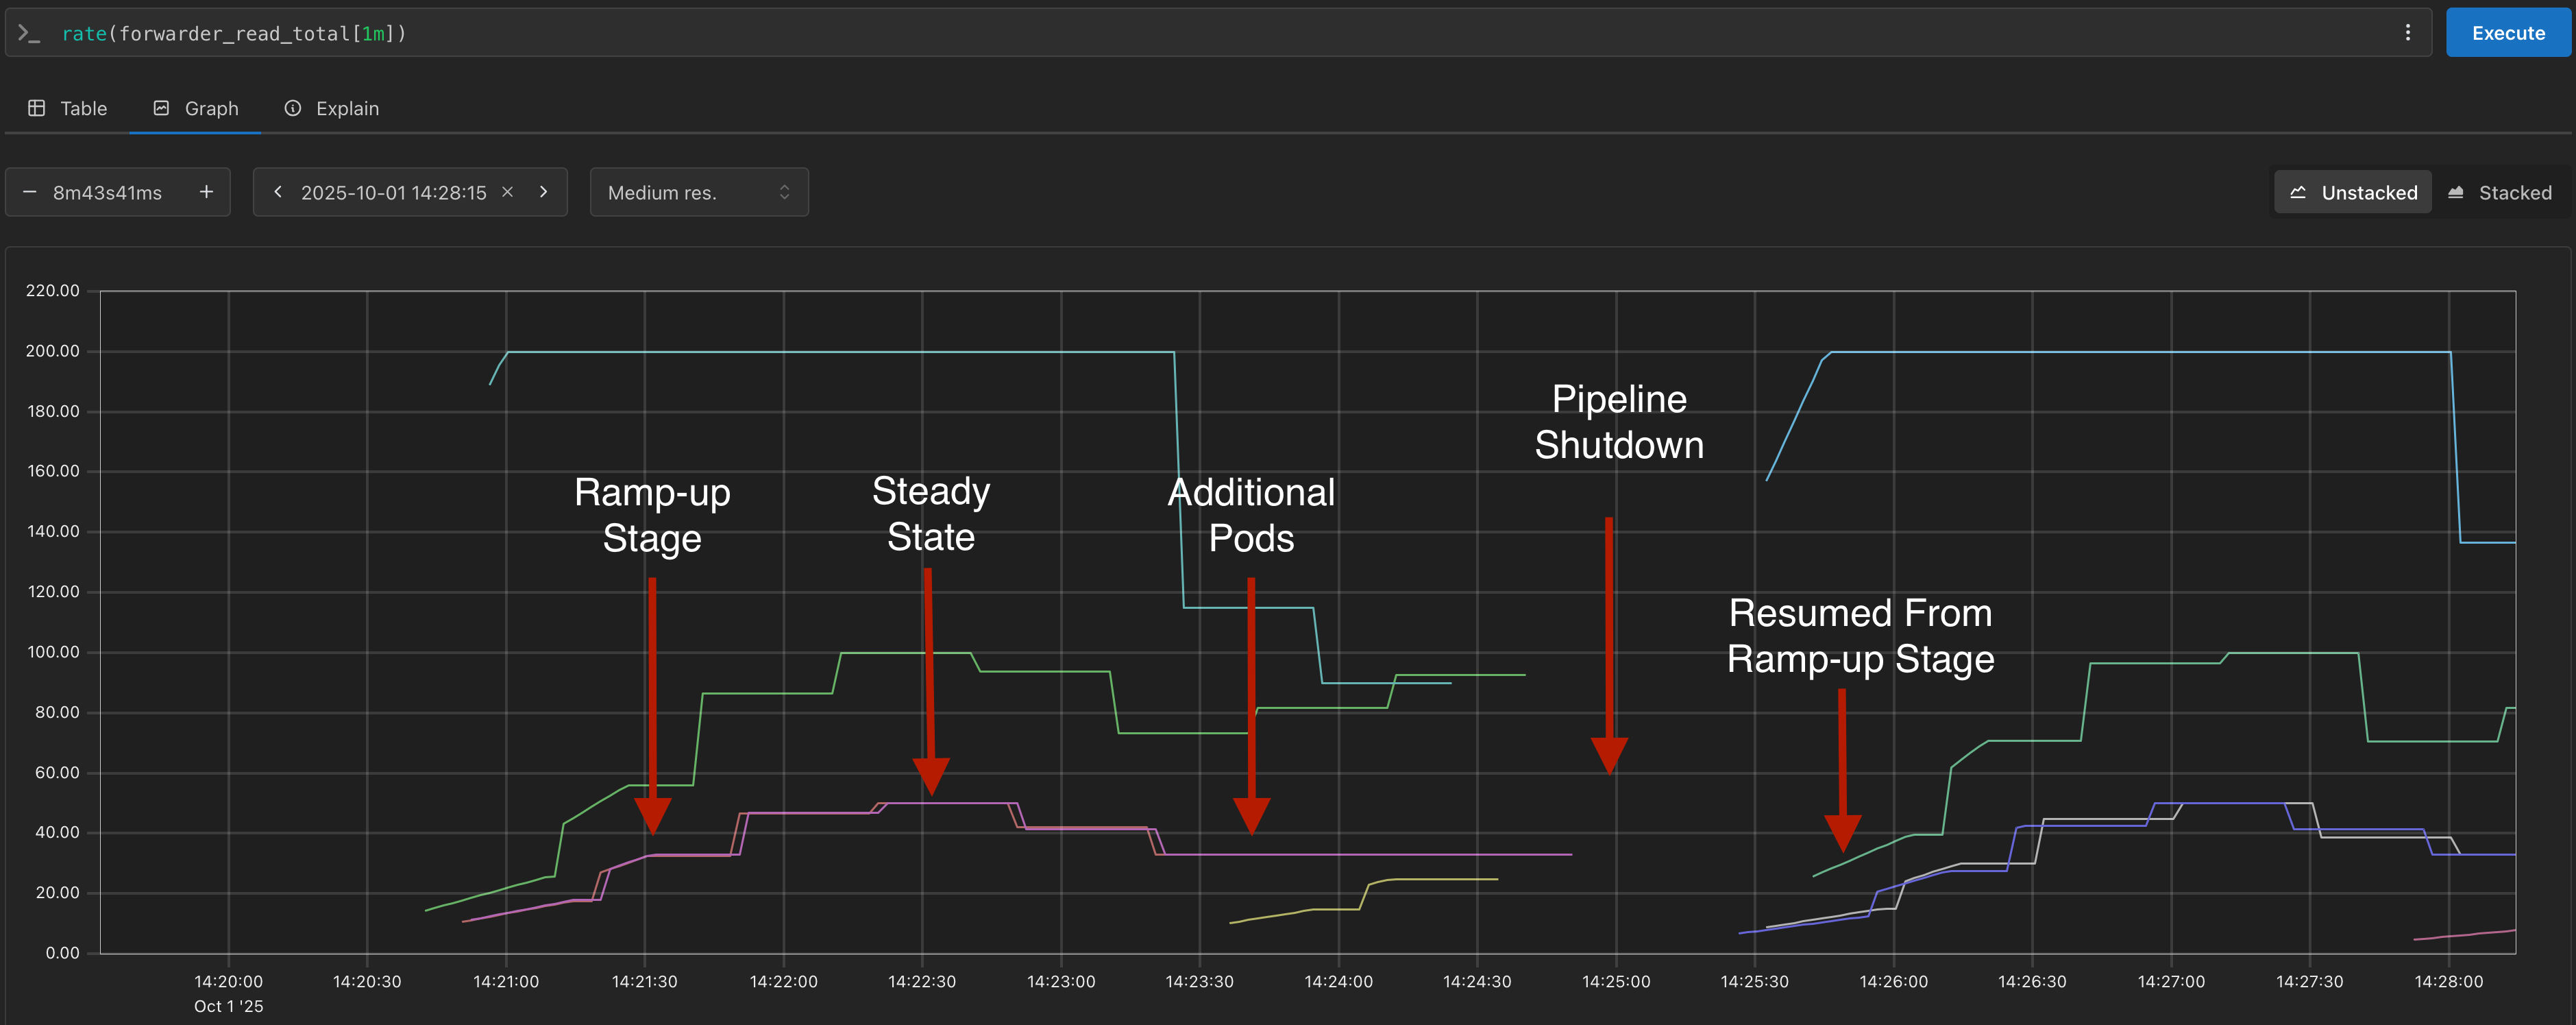 >_ rate(forwarder_read_total[1m])
Execute
Table Graph Explain
− 8m43s41ms + < 2025-10-01 14:28:15 × > Medium res. Unstacked Stacked
220.00
200.00
180.00
160.00
140.00
120.00
100.00
80.00
60.00
40.00
20.00
0.00
Ramp-up
Stage
Steady
State
Additional
Pods
Pipeline
Shutdown
Resumed From
Ramp-up Stage
14:20:00 14:20:30 14:21:00 14:21:30 14:22:00 14:22:30 14:23:00 14:23:30 14:24:00 14:24:30 14:25:00 14:25:30 14:26:00 14:26:30 14:27:00 14:27:30 14:28:00
Oct 1 '25